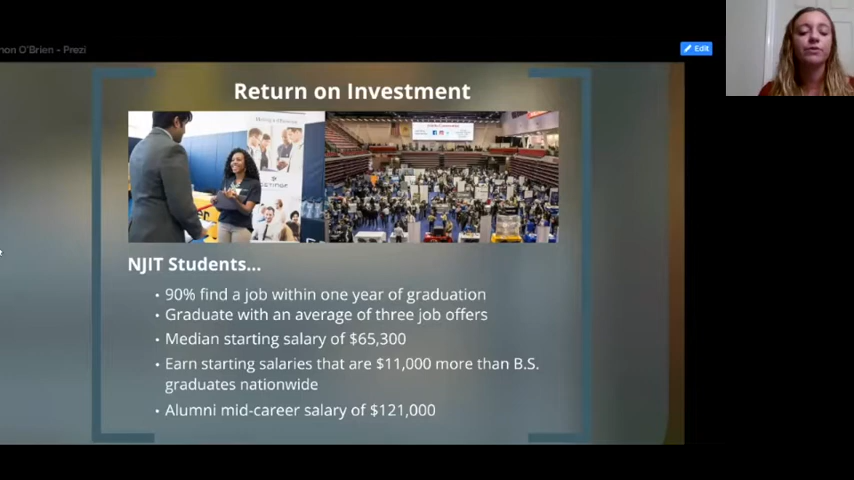 non O'Brien - Prezi
Edit
Return on Investment
GETINGE
NJIT Students...
• 90% find a job within one year of graduation
• Graduate with an average of three job offers
• Median starting salary of $65,300
• Earn starting salaries that are $11,000 more than B.S.
graduates nationwide
• Alumni mid-career salary of $121,000